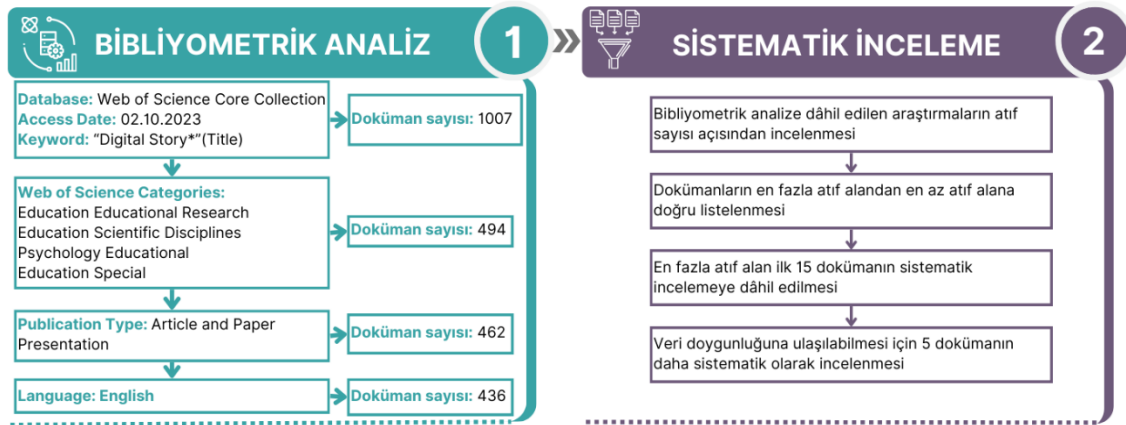 BİBLİYOMETRİK ANALİZ
1
Database: Web of Science Core Collection
Access Date: 02.10.2023
Keyword: "Digital Story*"(Title)
Doküman sayısı: 1007
Web of Science Categories:
Education Educational Research
Education Scientific Disciplines
Psychology Educational
Education Special
Doküman sayısı: 494
Publication Type: Article and Paper
Presentation
Doküman sayısı: 462
Language: English
Doküman sayısı: 436
SİSTEMATİK İNCELEME
2
Bibliyometrik analize dâhil edilen araştırmaların atıf
sayısı açısından incelenmesi
Dokümanların en fazla atıf alandan en az atıf alana
doğru listelenmesi
En fazla atıf alan ilk 15 dokümanın sistematik
incelemeye dâhil edilmesi
Veri doygunluğuna ulaşılabilmesi için 5 dokümanın
daha sistematik olarak incelenmesi